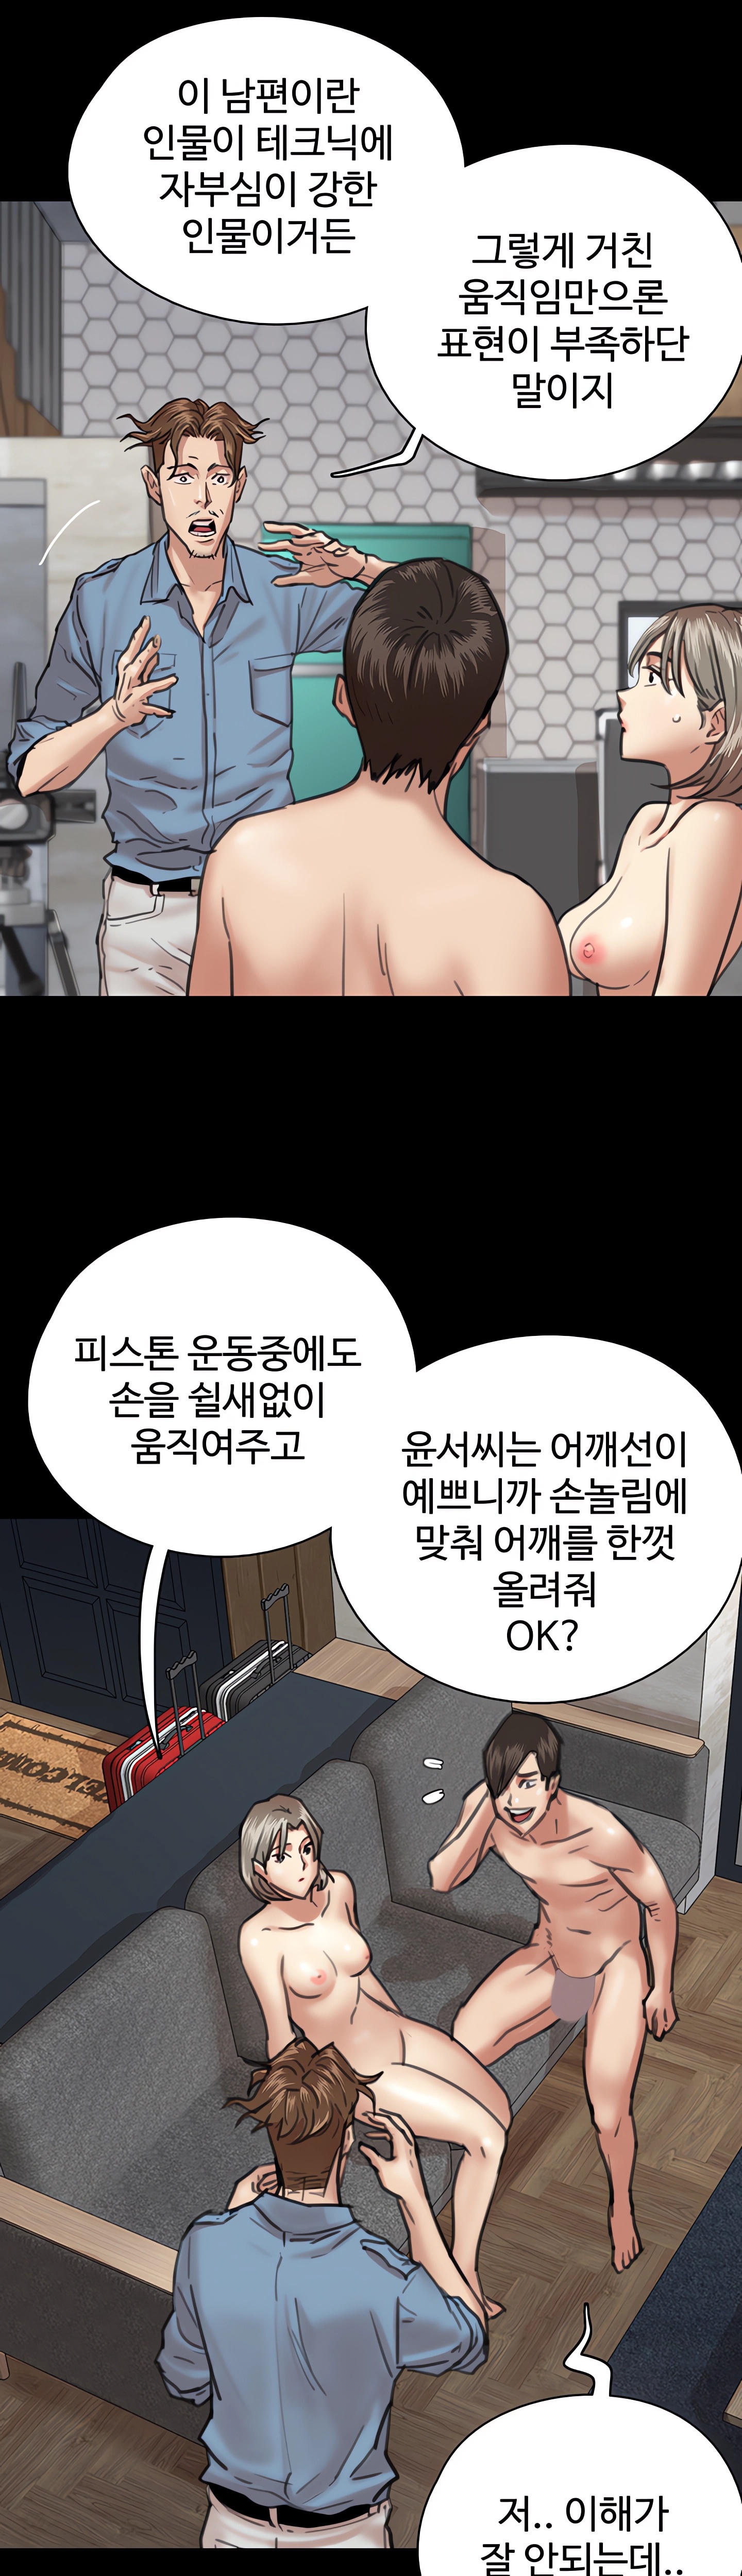 이 남편이란
인물이 테크닉에
자부심이 강한
인물이거든
그렇게 거친
움직임만으론
표현이 부족하단
말이지
피스톤 운동중에도
손을 쉴새없이
움직여주고
윤서씨는 어깨선이
예쁘니까 손놀림에
맞춰 어깨를 한껏
올려줘
OK?
WELCOME
저.. 이해가
잘 안되는데..